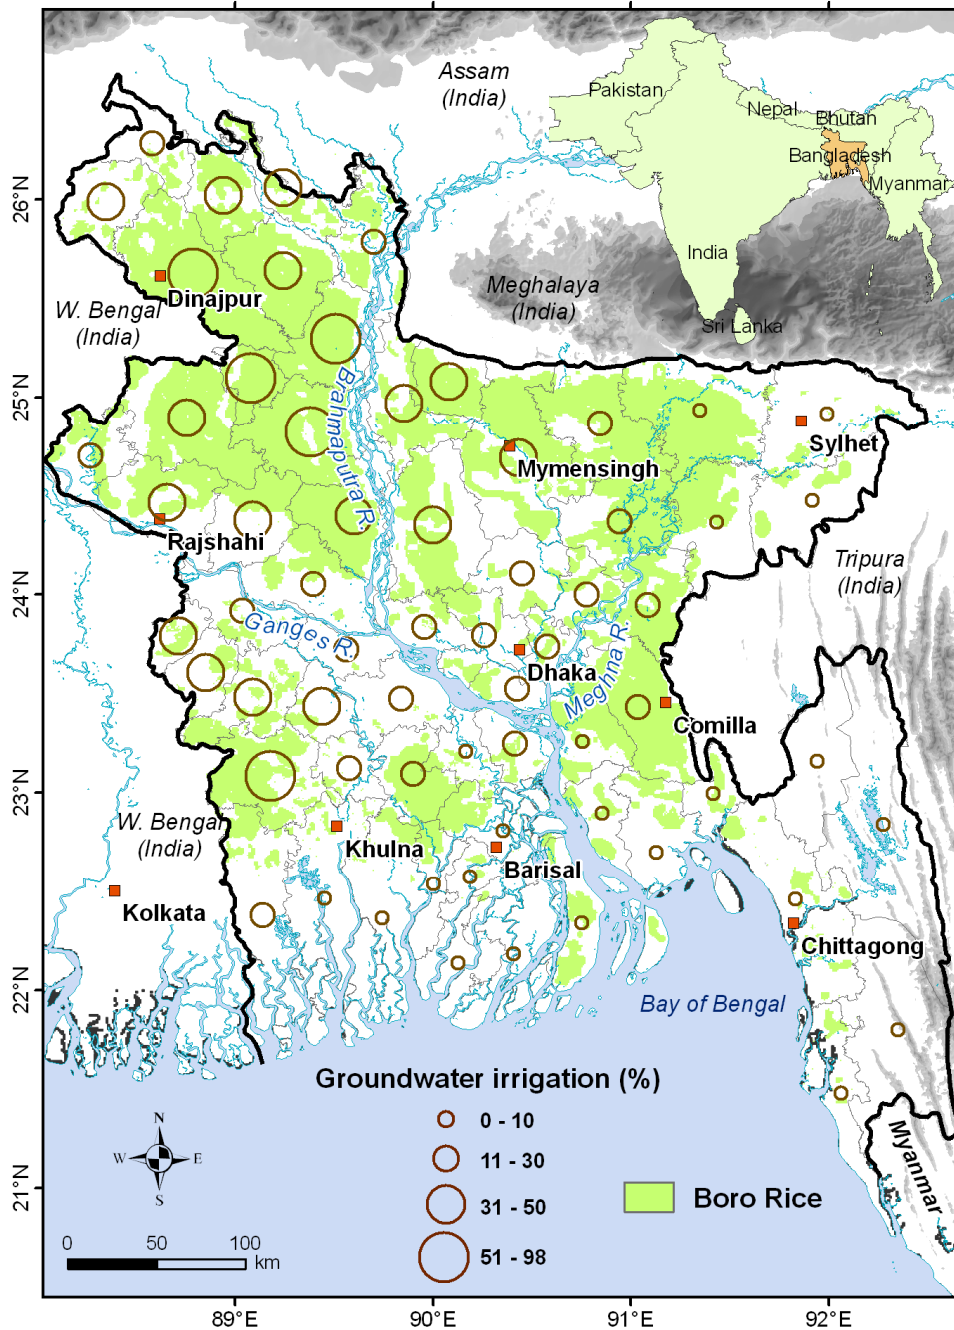 Assam
(India)
Pakistan
Nepal
Bhutan
Bangladesh
Myanmar
India
Sri Lanka
26°N
Meghalaya
(India)
Dinajpur
W. Bengal
(India)
25°N
Brahmaputra R.
Sylhet
Mymensingh
Rajshahi
Tripura
(India)
24°N
Ganges R.
Meghna R.
Dhaka
Comilla
23°N
W. Bengal
(India)
Khulna
Barisal
Kolkata
Chittagong
22°N
Bay of Bengal
Groundwater irrigation (%)
0 - 10
11 - 30
31 - 50
51 - 98
Boro Rice
Myanmar
N
W E
S
21°N
0 50 100
km
89°E 90°E 91°E 92°E